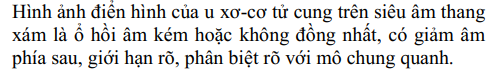 Hình ảnh điển hình của u xơ-cơ tử cung trên siêu âm thang
xám là ổ hồi âm kém hoặc không đồng nhất, có giảm âm
phía sau, giới hạn rõ, phân biệt rõ với mô chung quanh.